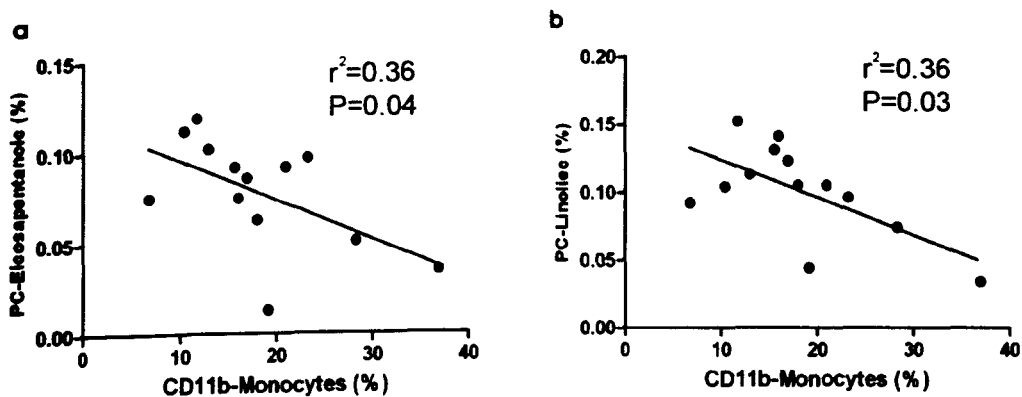 a
r²=0.36
P=0.04
PC-Eicosapentanoic (%)
0.15
0.10
0.05
0.00
0
10
20
30
40
CD11b-Monocytes (%)
b
r²=0.36
P=0.03
PC-Linoliec (%)
0.20
0.15
0.10
0.05
0.00
0
10
20
30
40
CD11b-Monocytes (%)